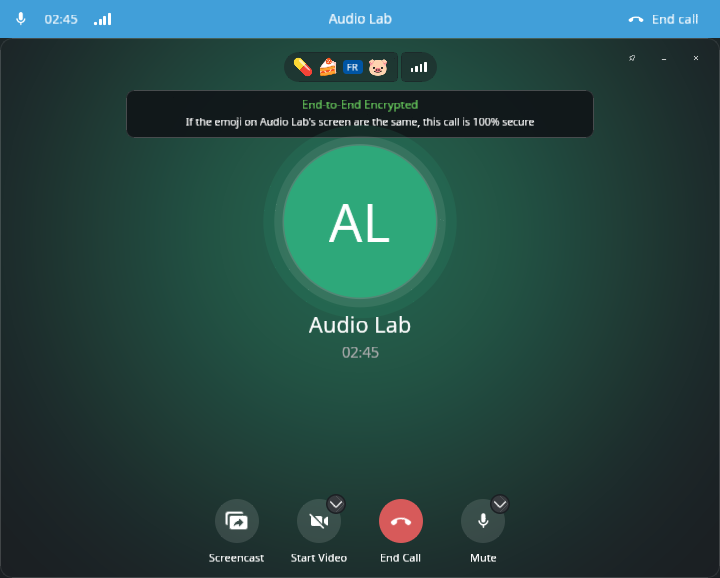 02:45 Audio Lab End call
FR
End-to-End Encrypted
If the emoji on Audio Lab's screen are the same, this call is 100% secure
AL
Audio Lab
02:45
Screencast Start Video End Call Mute